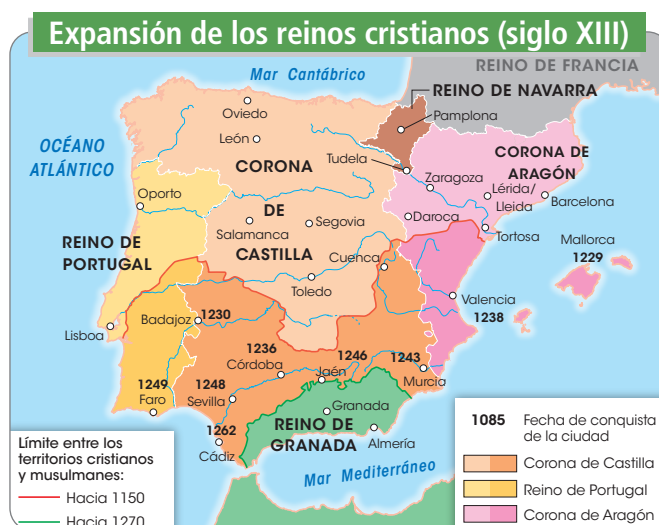 Expansión de los reinos cristianos (siglo XIII)
Mar Cantábrico
REINO DE FRANCIA
REINO DE NAVARRA
Oviedo
Pamplona
OCÉANO
ATLÁNTICO
León
CORONA
Tudela
CORONA DE
ARAGÓN
Zaragoza
Oporto
Lérida/
Lleida
Barcelona
DE
Daroca
Salamanca
Segovia
Tortosa
REINO DE
PORTUGAL
CASTILLA
Cuenca
Mallorca
1229
Toledo
Valencia
1238
Badajoz
1230
Lisboa
1236
Córdoba
1246
Jaén
1243
Murcia
1249
Faro
1248
Sevilla
Granada
1262
Cádiz
REINO DE
GRANADA
Almería
Mar Mediterráneo
Límite entre los
territorios cristianos
y musulmanes:
Hacia 1150
Hacia 1270
1085 Fecha de conquista
de la ciudad
Corona de Castilla
Reino de Portugal
Corona de Aragón